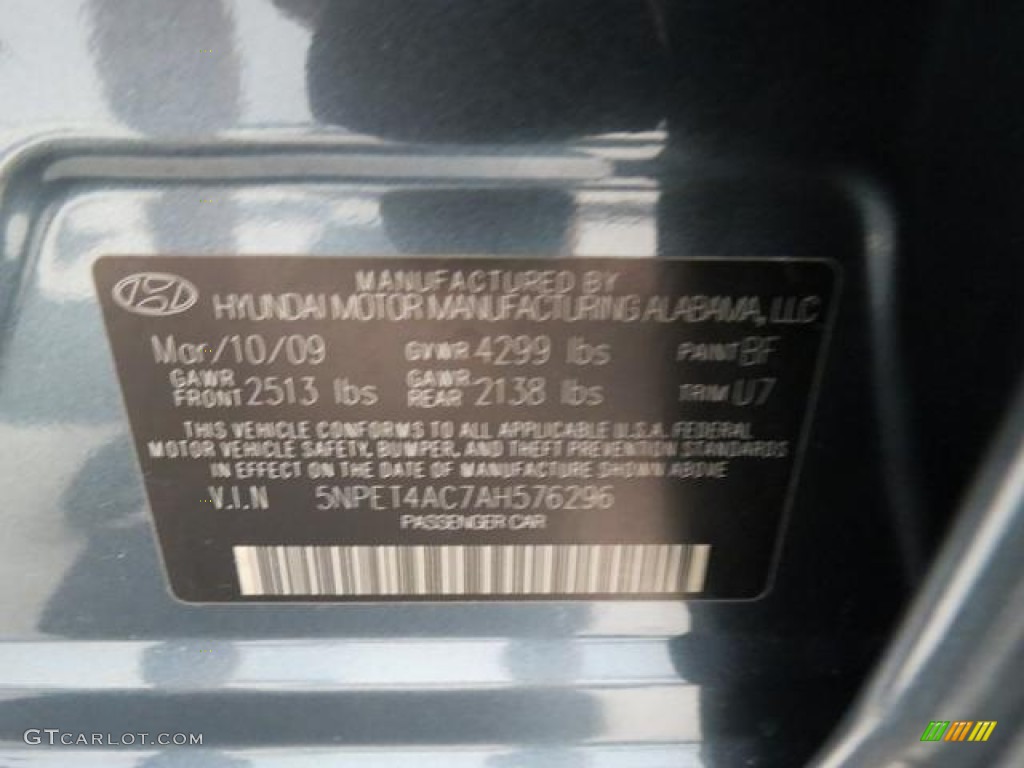 MANUFACTURED BY
HYUNDAI MOTOR MANUFACTURING ALABAMA, LLC
Mar/10/09 GVWR 4299 lbs PAINT BF
GAWR FRONT 2513 lbs GAWR REAR 2138 lbs TRIM U7
THIS VEHICLE CONFORMS TO ALL APPLICABLE U.S.A. FEDERAL
MOTOR VEHICLE SAFETY, BUMPER, AND THEFT PREVENTION STANDARDS
IN EFFECT ON THE DATE OF MANUFACTURE SHOWN ABOVE
V.I.N 5NPET4AC7AH576296
PASSENGER CAR
GTCARLOT.COM